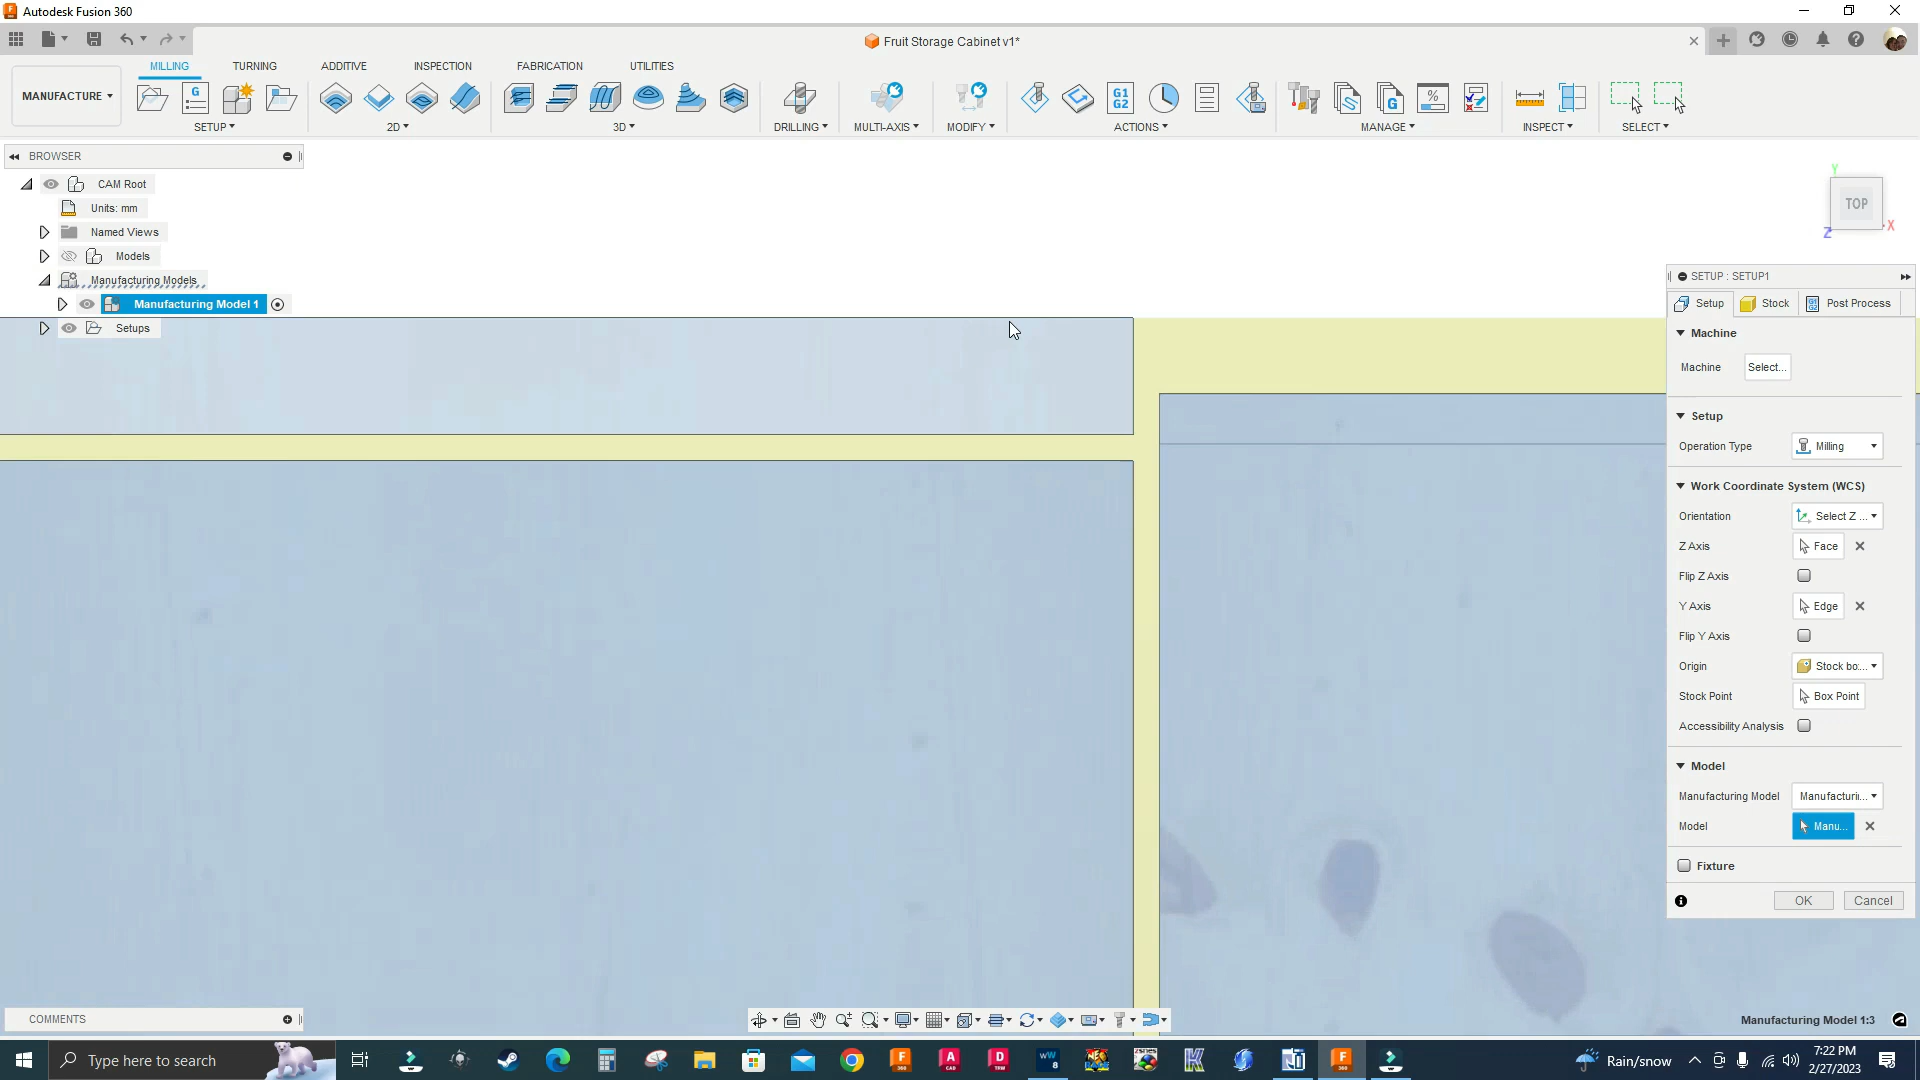 Autodesk Fusion 360
Fruit Storage Cabinet v1*
MILLING TURNING ADDITIVE INSPECTION FABRICATION UTILITIES
MANUFACTURE
SETUP 2D 3D DRILLING MULTI-AXIS MODIFY ACTIONS MANAGE INSPECT SELECT
BROWSER
CAM Root
Units: mm
Named Views
Models
Manufacturing Models
Manufacturing Model 1
Setups
Y
TOP
X
Z
SETUP : SETUP1
Setup Stock Post Process
Machine
Machine Select...
Setup
Operation Type Milling
Work Coordinate System (WCS)
Orientation Select Z ...
Z Axis Face
Flip Z Axis
Y Axis Edge
Flip Y Axis
Origin Stock bo...
Stock Point Box Point
Accessibility Analysis
Model
Manufacturing Model Manufacturi...
Model Manu...
Fixture
OK Cancel
COMMENTS
Manufacturing Model 1:3
Type here to search
Rain/snow
7:22 PM
2/27/2023